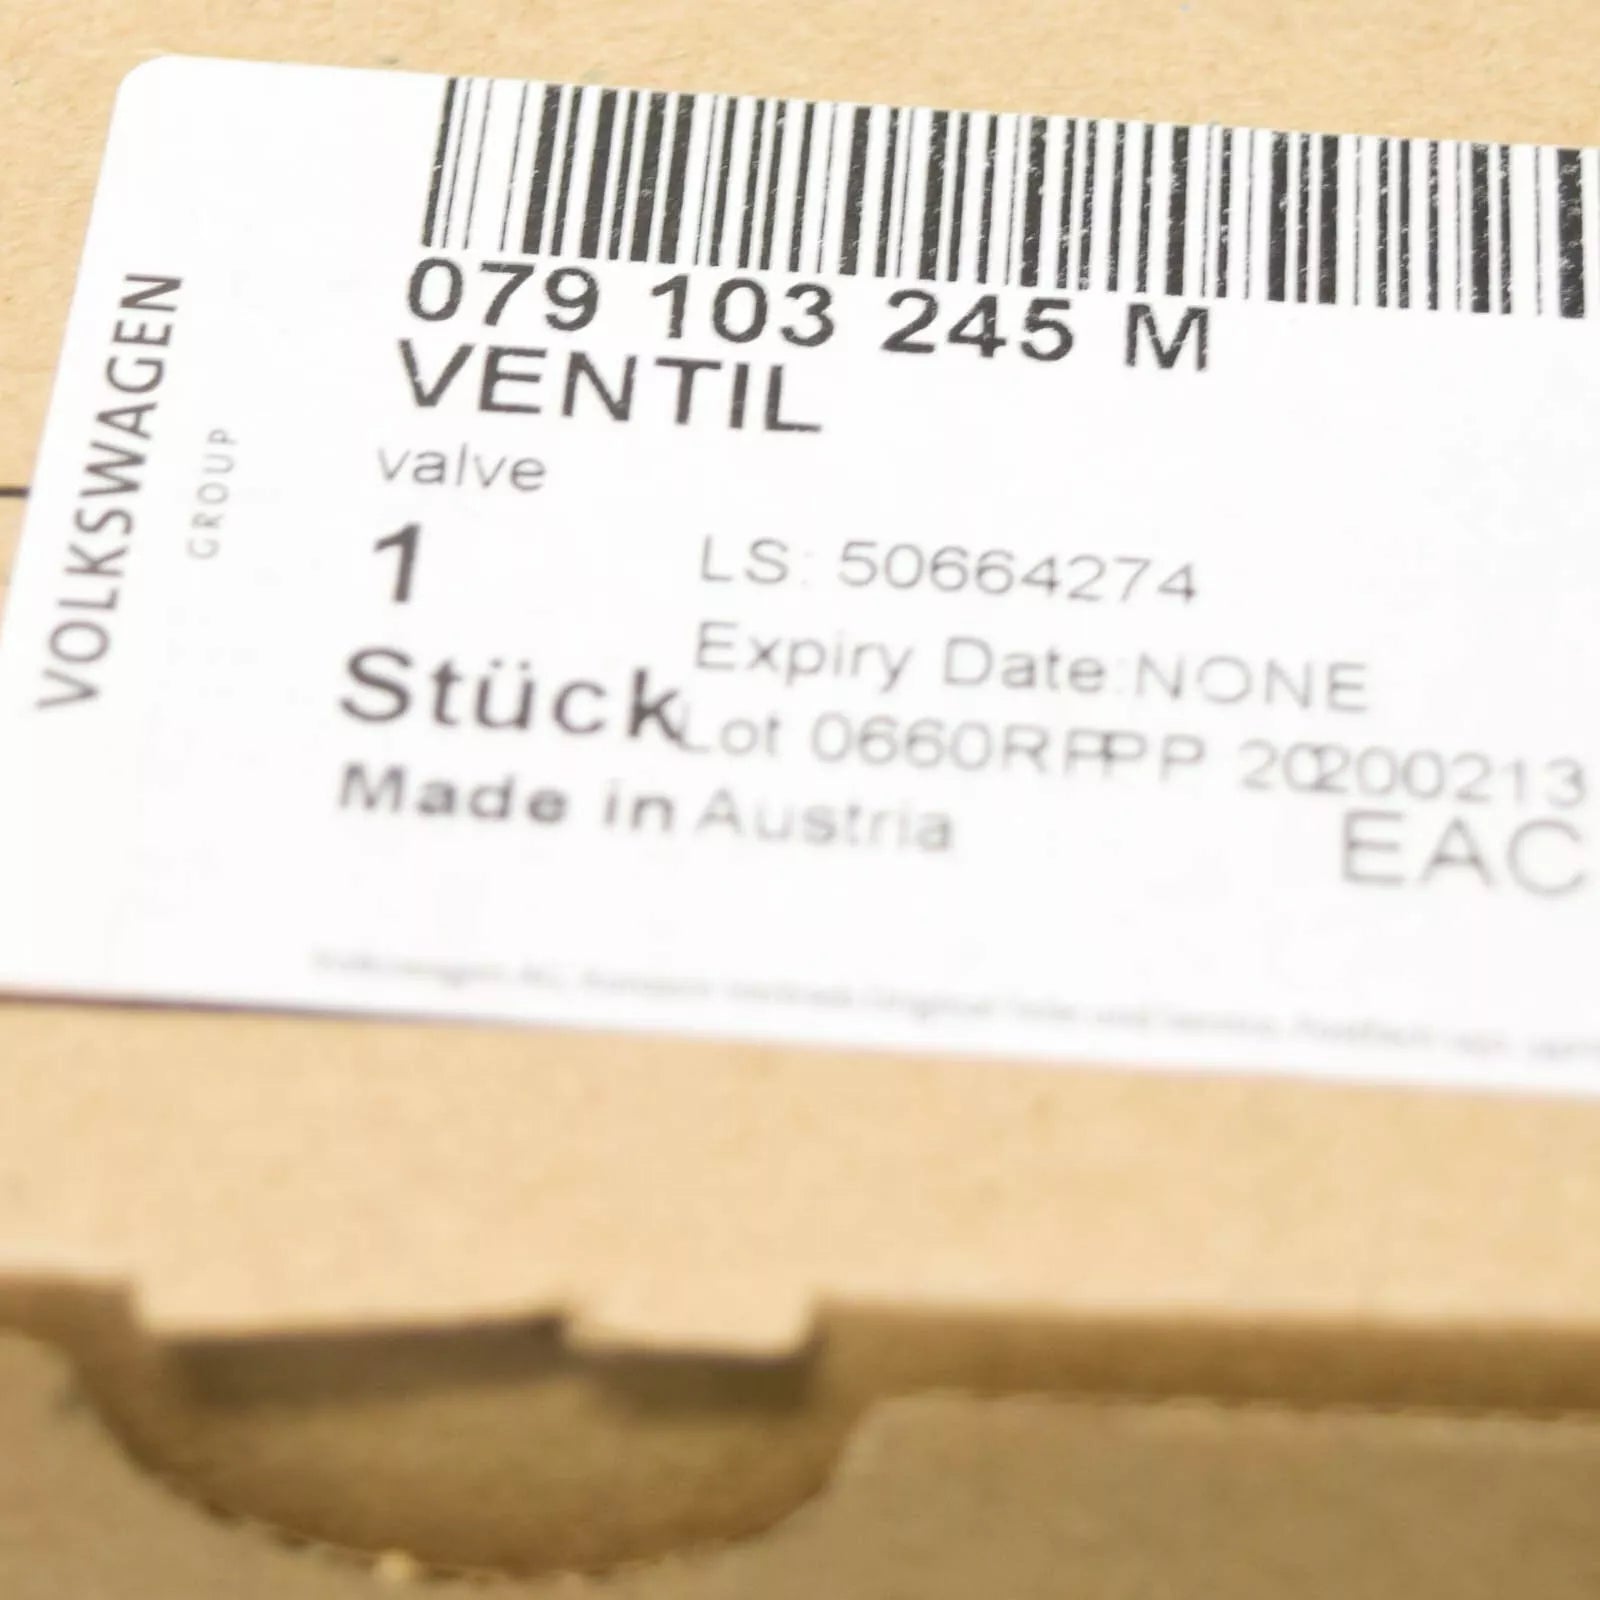 VOLKSWAGEN
GROUP
079 103 245 M
VENTIL
valve
1
LS: 50664274
Expiry Date:NONE
Stück
Lot 0660RPPP 20200213
Made in Austria
EAC